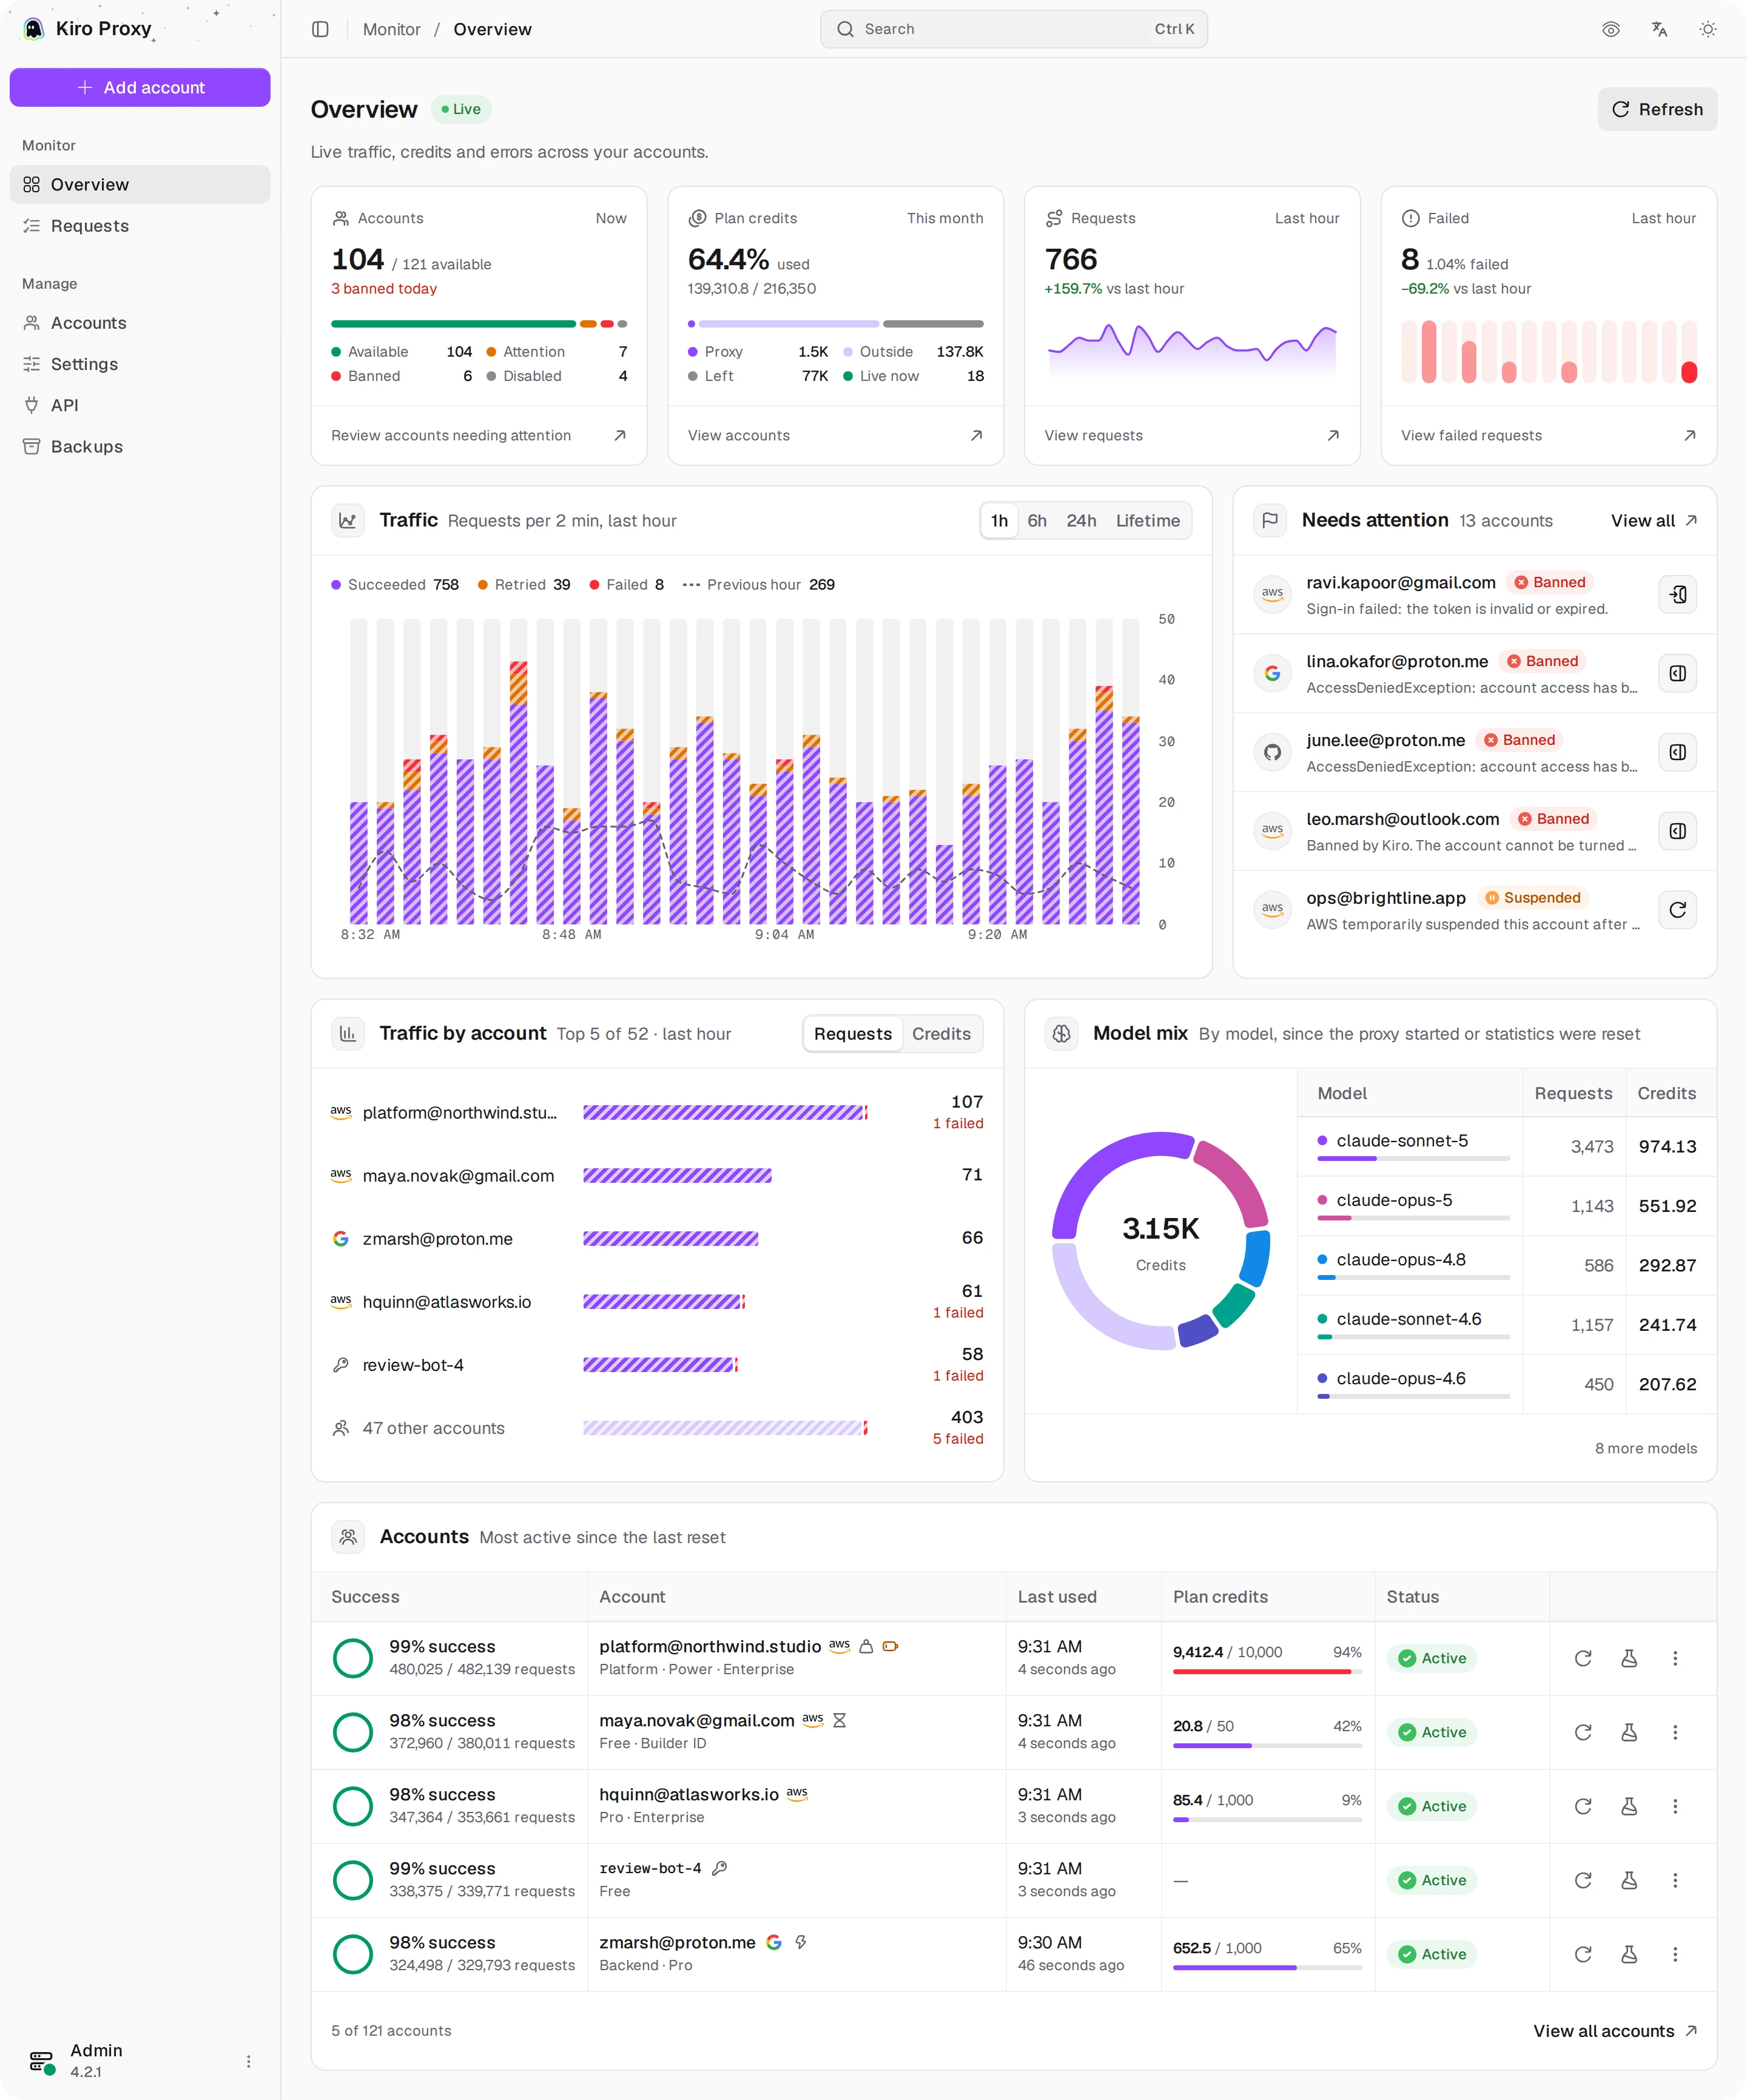 Kiro Proxy
Monitor / Overview
Search Ctrl K
Add account
Monitor
Overview
Requests
Manage
Accounts
Settings
API
Backups
Overview Live
Refresh
Live traffic, credits and errors across your accounts.
Accounts Now
104 / 121 available
3 banned today
Available 104 Attention 7
Banned 6 Disabled 4
Review accounts needing attention
Plan credits This month
64.4% used
139,310.8 / 216,350
Proxy 1.5K Outside 137.8K
Left 77K Live now 18
View accounts
Requests Last hour
766
+159.7% vs last hour
View requests
Failed Last hour
8 1.04% failed
−69.2% vs last hour
View failed requests
Traffic Requests per 2 min, last hour
1h 6h 24h Lifetime
Succeeded 758 Retried 39 Failed 8 Previous hour 269
50
40
30
20
10
0
8:32 AM 8:48 AM 9:04 AM 9:20 AM
Needs attention 13 accounts View all
aws ravi.kapoor@gmail.com Banned
Sign-in failed: the token is invalid or expired.
lina.okafor@proton.me Banned
AccessDeniedException: account access has b...
june.lee@proton.me Banned
AccessDeniedException: account access has b...
aws leo.marsh@outlook.com Banned
Banned by Kiro. The account cannot be turned ...
aws ops@brightline.app Suspended
AWS temporarily suspended this account after ...
Traffic by account Top 5 of 52 · last hour
Requests Credits
aws platform@northwind.stu... 107
1 failed
aws maya.novak@gmail.com 71
zmarsh@proton.me 66
aws hquinn@atlasworks.io 61
1 failed
review-bot-4 58
1 failed
47 other accounts 403
5 failed
Model mix By model, since the proxy started or statistics were reset
3.15K
Credits
Model Requests Credits
claude-sonnet-5 3,473 974.13
claude-opus-5 1,143 551.92
claude-opus-4.8 586 292.87
claude-sonnet-4.6 1,157 241.74
claude-opus-4.6 450 207.62
8 more models
Accounts Most active since the last reset
Success Account Last used Plan credits Status
99% success platform@northwind.studio aws 9:31 AM 9,412.4 / 10,000 94% Active
480,025 / 482,139 requests Platform · Power · Enterprise 4 seconds ago
98% success maya.novak@gmail.com aws 9:31 AM 20.8 / 50 42% Active
372,960 / 380,011 requests Free · Builder ID 4 seconds ago
98% success hquinn@atlasworks.io aws 9:31 AM 85.4 / 1,000 9% Active
347,364 / 353,661 requests Pro · Enterprise 3 seconds ago
99% success review-bot-4 9:31 AM — Active
338,375 / 339,771 requests Free 3 seconds ago
98% success zmarsh@proton.me 9:30 AM 652.5 / 1,000 65% Active
324,498 / 329,793 requests Backend · Pro 46 seconds ago
5 of 121 accounts View all accounts
Admin
4.2.1